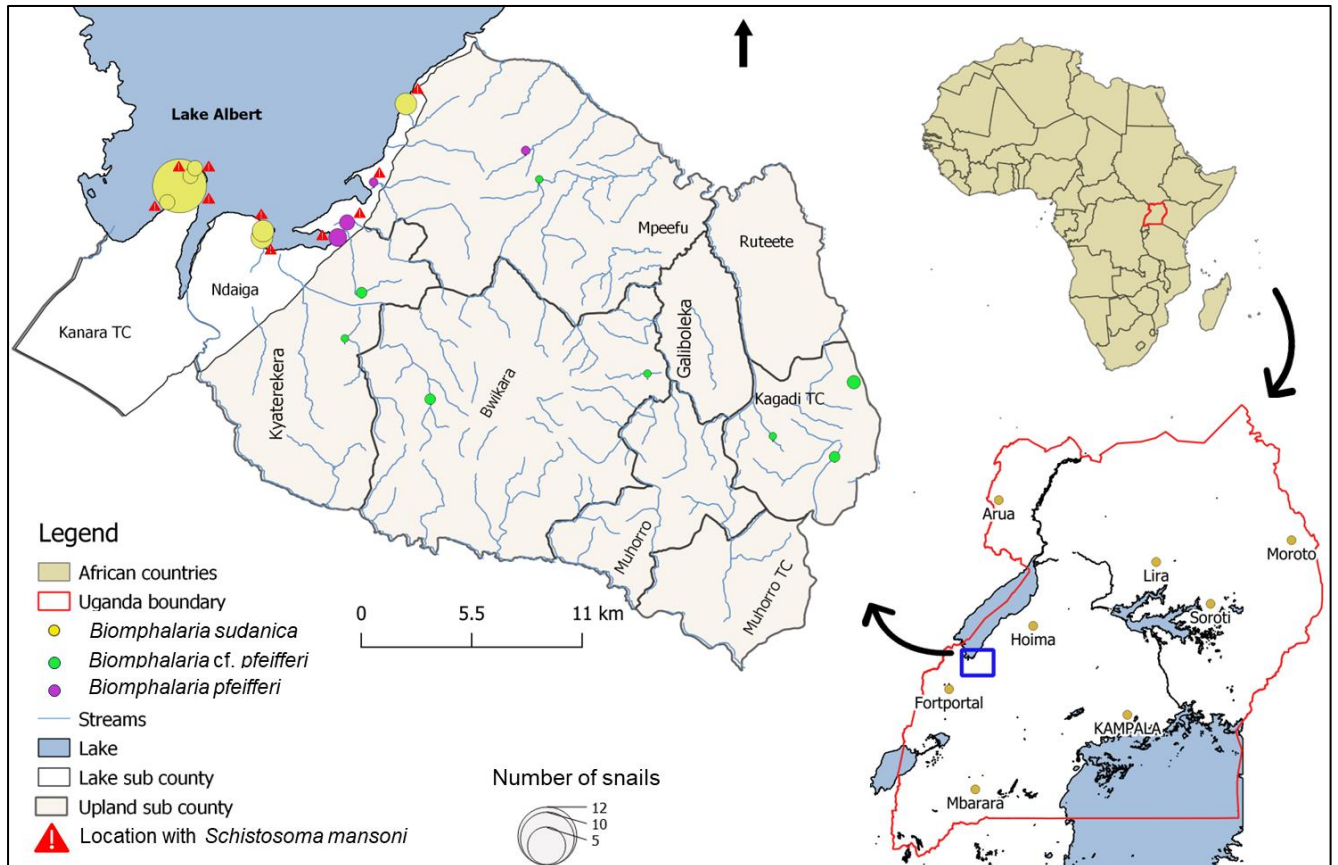 Lake Albert
Mpeefu
Ruteete
Ndaiga
Kanara TC
Galiboleka
Kyaterekera
Bwikara
Kagadi TC
Muhorro
Muhorro TC
Legend
African countries
Uganda boundary
Biomphalaria sudanica
Biomphalaria cf. pfeifferi
Biomphalaria pfeifferi
Streams
Lake
Lake sub county
Upland sub county
Location with Schistosoma mansoni
0 5.5 11 km
Number of snails
12
10
5
Arua
Moroto
Lira
Soroti
Hoima
Fortportal
KAMPALA
Mbarara